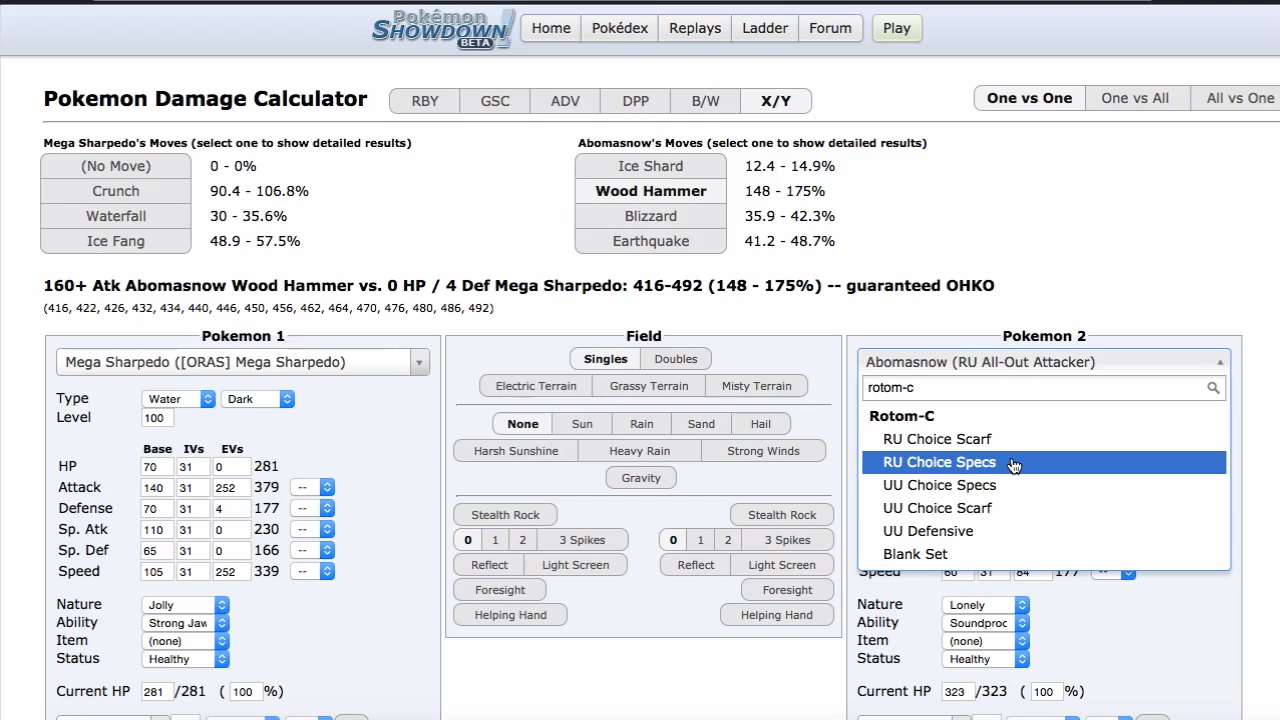 Pokémon SHOWDOWN! BETA
Home Pokédex Replays Ladder Forum Play
Pokemon Damage Calculator RBY GSC ADV DPP B/W X/Y One vs One One vs All All vs One
Mega Sharpedo's Moves (select one to show detailed results) Abomasnow's Moves (select one to show detailed results)
(No Move) 0 - 0% Ice Shard 12.4 - 14.9%
Crunch 90.4 - 106.8% Wood Hammer 148 - 175%
Waterfall 30 - 35.6% Blizzard 35.9 - 42.3%
Ice Fang 48.9 - 57.5% Earthquake 41.2 - 48.7%
160+ Atk Abomasnow Wood Hammer vs. 0 HP / 4 Def Mega Sharpedo: 416-492 (148 - 175%) -- guaranteed OHKO
(416, 422, 426, 432, 434, 440, 446, 450, 456, 462, 464, 470, 476, 480, 486, 492)
Pokemon 1
Mega Sharpedo ([ORAS] Mega Sharpedo)
Type Water Dark
Level 100
Base IVs EVs
HP 70 31 0 281
Attack 140 31 252 379 --
Defense 70 31 4 177 --
Sp. Atk 110 31 0 230 --
Sp. Def 65 31 0 166 --
Speed 105 31 252 339 --
Nature Jolly
Ability Strong Jaw
Item (none)
Status Healthy
Current HP 281 /281 ( 100 %)
Field
Singles Doubles
Electric Terrain Grassy Terrain Misty Terrain
None Sun Rain Sand Hail
Harsh Sunshine Heavy Rain Strong Winds
Gravity
Stealth Rock Stealth Rock
0 1 2 3 Spikes 0 1 2 3 Spikes
Reflect Light Screen Reflect Light Screen
Foresight Foresight
Helping Hand Helping Hand
Pokemon 2
Abomasnow (RU All-Out Attacker)
rotom-c
Rotom-C
RU Choice Scarf
RU Choice Specs
UU Choice Specs
UU Choice Scarf
UU Defensive
Blank Set
Speed 60 31 84 177 --
Nature Lonely
Ability Soundproo
Item (none)
Status Healthy
Current HP 323 /323 ( 100 %)